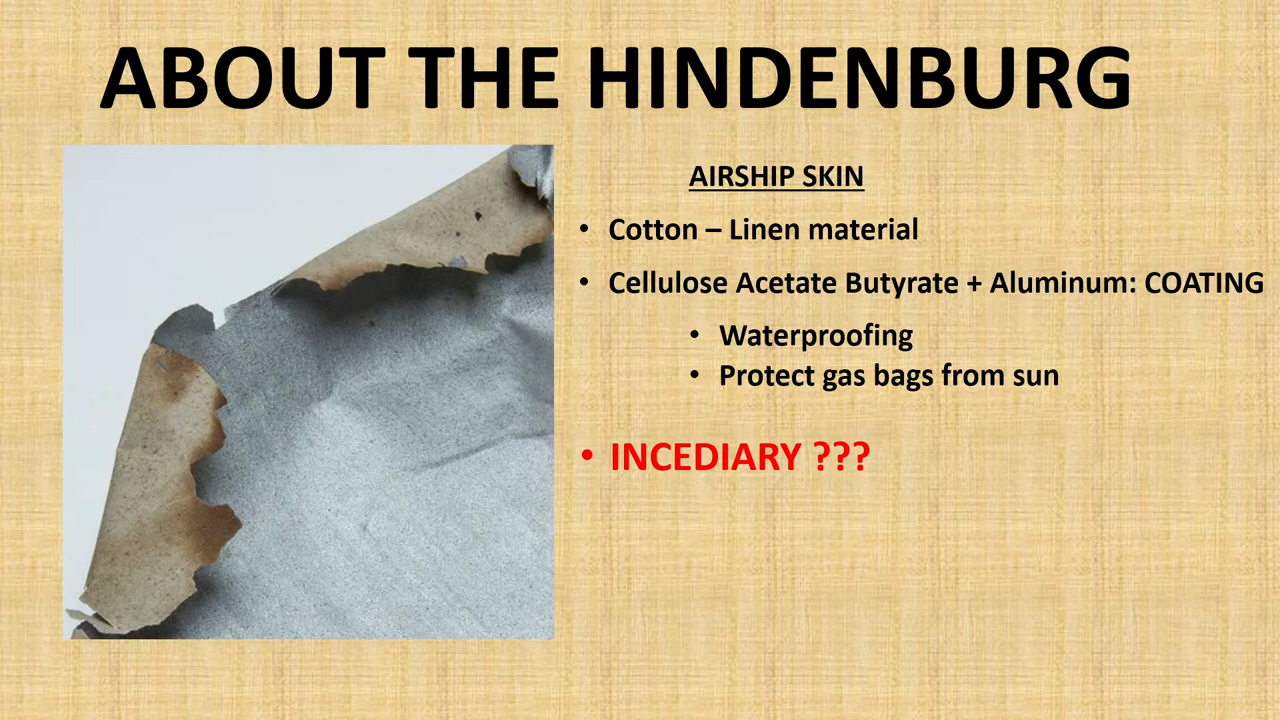 ABOUT THE HINDENBURG
AIRSHIP SKIN
• Cotton – Linen material
• Cellulose Acetate Butyrate + Aluminum: COATING
• Waterproofing
• Protect gas bags from sun
• INCEDIARY ???